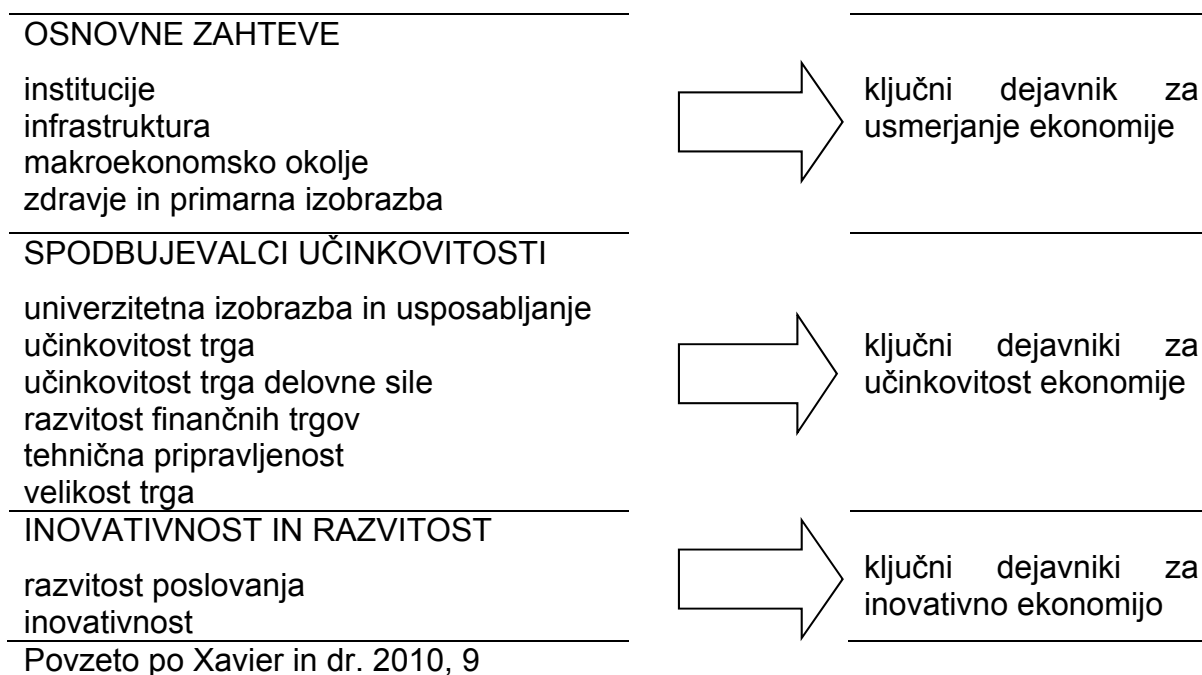 OSNOVNE ZAHTEVE
institucije
infrastruktura
makroekonomsko okolje
zdravje in primarna izobrazba
ključni dejavnik za
usmerjanje ekonomije
SPODBUJEVALCI UČINKOVITOSTI
univerzitetna izobrazba in usposabljanje
učinkovitost trga
učinkovitost trga delovne sile
razvitost finančnih trgov
tehnična pripravljenost
velikost trga
ključni dejavniki za
učinkovitost ekonomije
INOVATIVNOST IN RAZVITOST
razvitost poslovanja
inovativnost
ključni dejavniki za
inovativno ekonomijo
Povzeto po Xavier in dr. 2010, 9